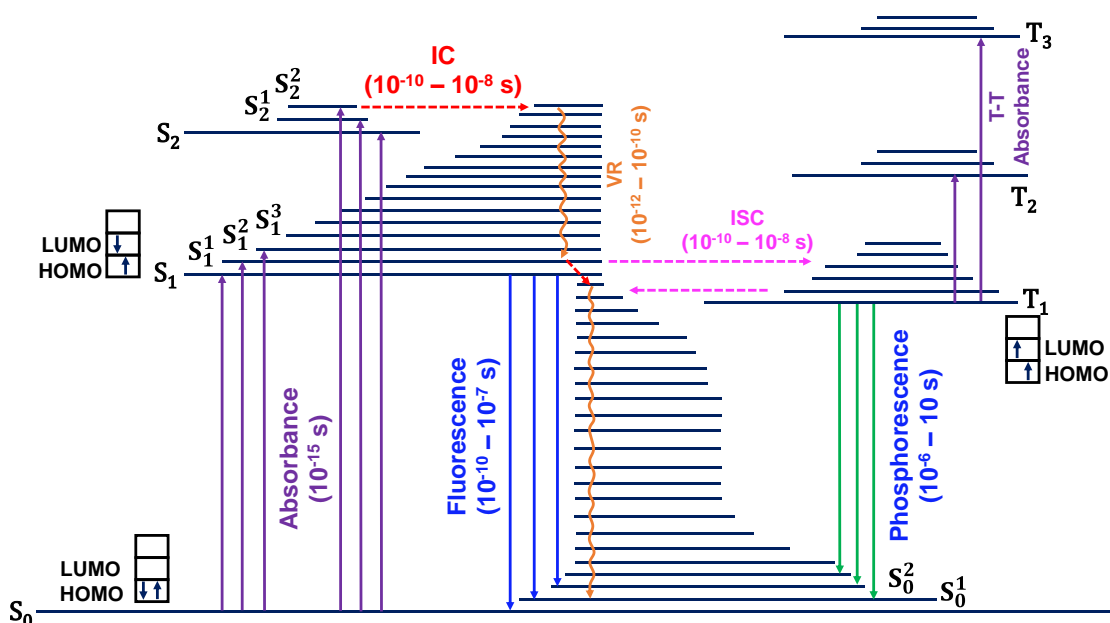 IC
(10⁻¹⁰ – 10⁻⁸ s)
S₂²
S₂¹
S₂
VR
(10⁻¹² – 10⁻¹⁰ s)
T₃
T-T
Absorbance
T₂
ISC
(10⁻¹⁰ – 10⁻⁸ s)
S₁³
S₁²
S₁¹
S₁
LUMO
HOMO
T₁
LUMO
HOMO
Absorbance
(10⁻¹⁵ s)
Fluorescence
(10⁻¹⁰ – 10⁻⁷ s)
Phosphorescence
(10⁻⁶ – 10 s)
LUMO
HOMO
S₀²
S₀¹
S₀